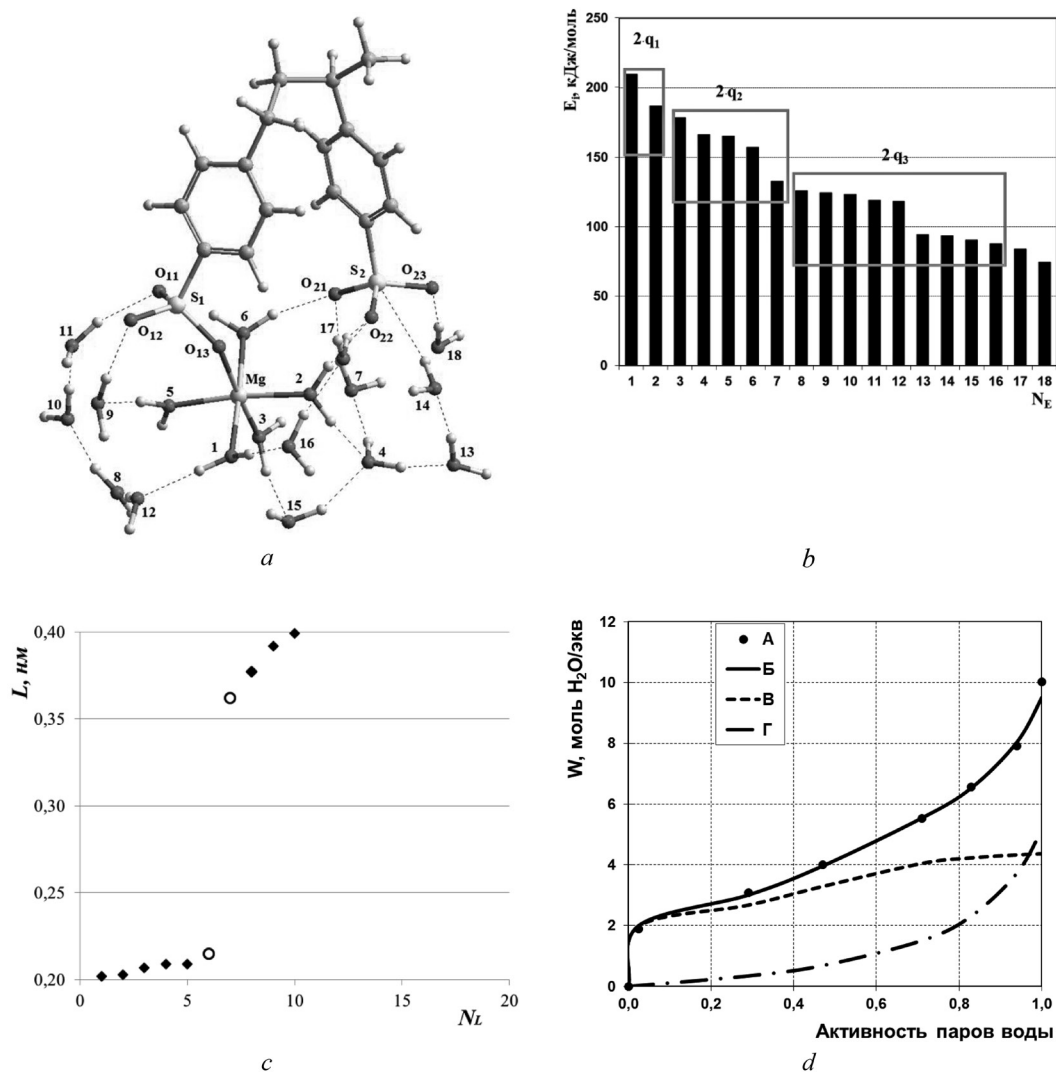 O11
S1
O12
O13
Mg
S2
O23
O21
O22
6
11
17
18
5
2
7
10
9
3
14
1
16
4
13
8
12
15
a
Ei, кДж/моль
250
200
150
100
50
0
2 q1
2 q2
2 q3
1 2 3 4 5 6 7 8 9 10 11 12 13 14 15 16 17 18
NE
b
L, нм
0,40
0,35
0,30
0,25
0,20
0 5 10 15 20
NL
c
W, моль H2O/экв
12
10
8
6
4
2
0
А
Б
В
Г
0,0 0,2 0,4 0,6 0,8 1,0
Активность паров воды
d